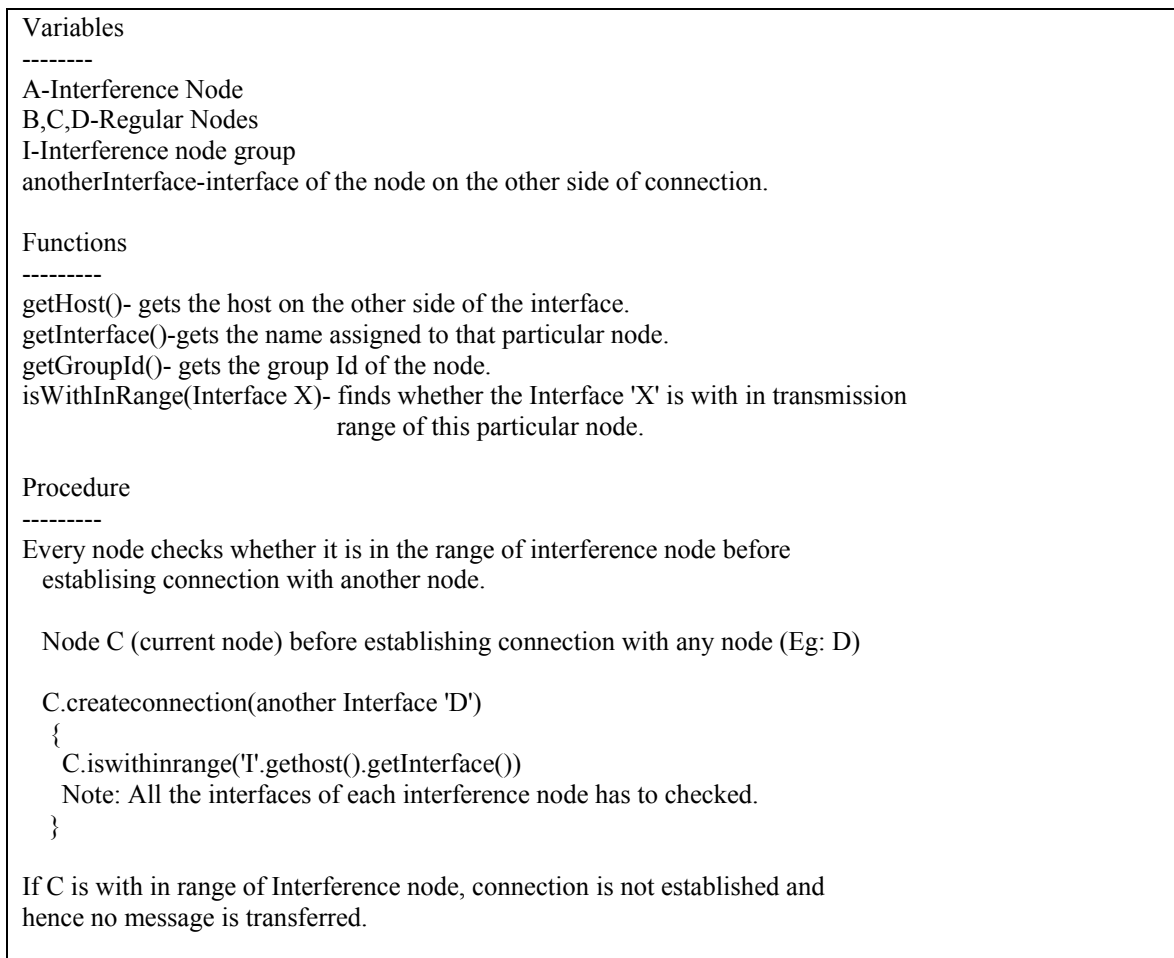 Variables
--------
A-Interference Node
B,C,D-Regular Nodes
I-Interference node group
anotherInterface-interface of the node on the other side of connection.
Functions
---------
getHost()- gets the host on the other side of the interface.
getInterface()-gets the name assigned to that particular node.
getGroupId()- gets the group Id of the node.
isWithInRange(Interface X)- finds whether the Interface 'X' is with in transmission
range of this particular node.
Procedure
---------
Every node checks whether it is in the range of interference node before
establising connection with another node.
Node C (current node) before establishing connection with any node (Eg: D)
C.createconnection(another Interface 'D')
{
C.iswithinrange('I'.gethost().getInterface())
Note: All the interfaces of each interference node has to checked.
}
If C is with in range of Interference node, connection is not established and
hence no message is transferred.